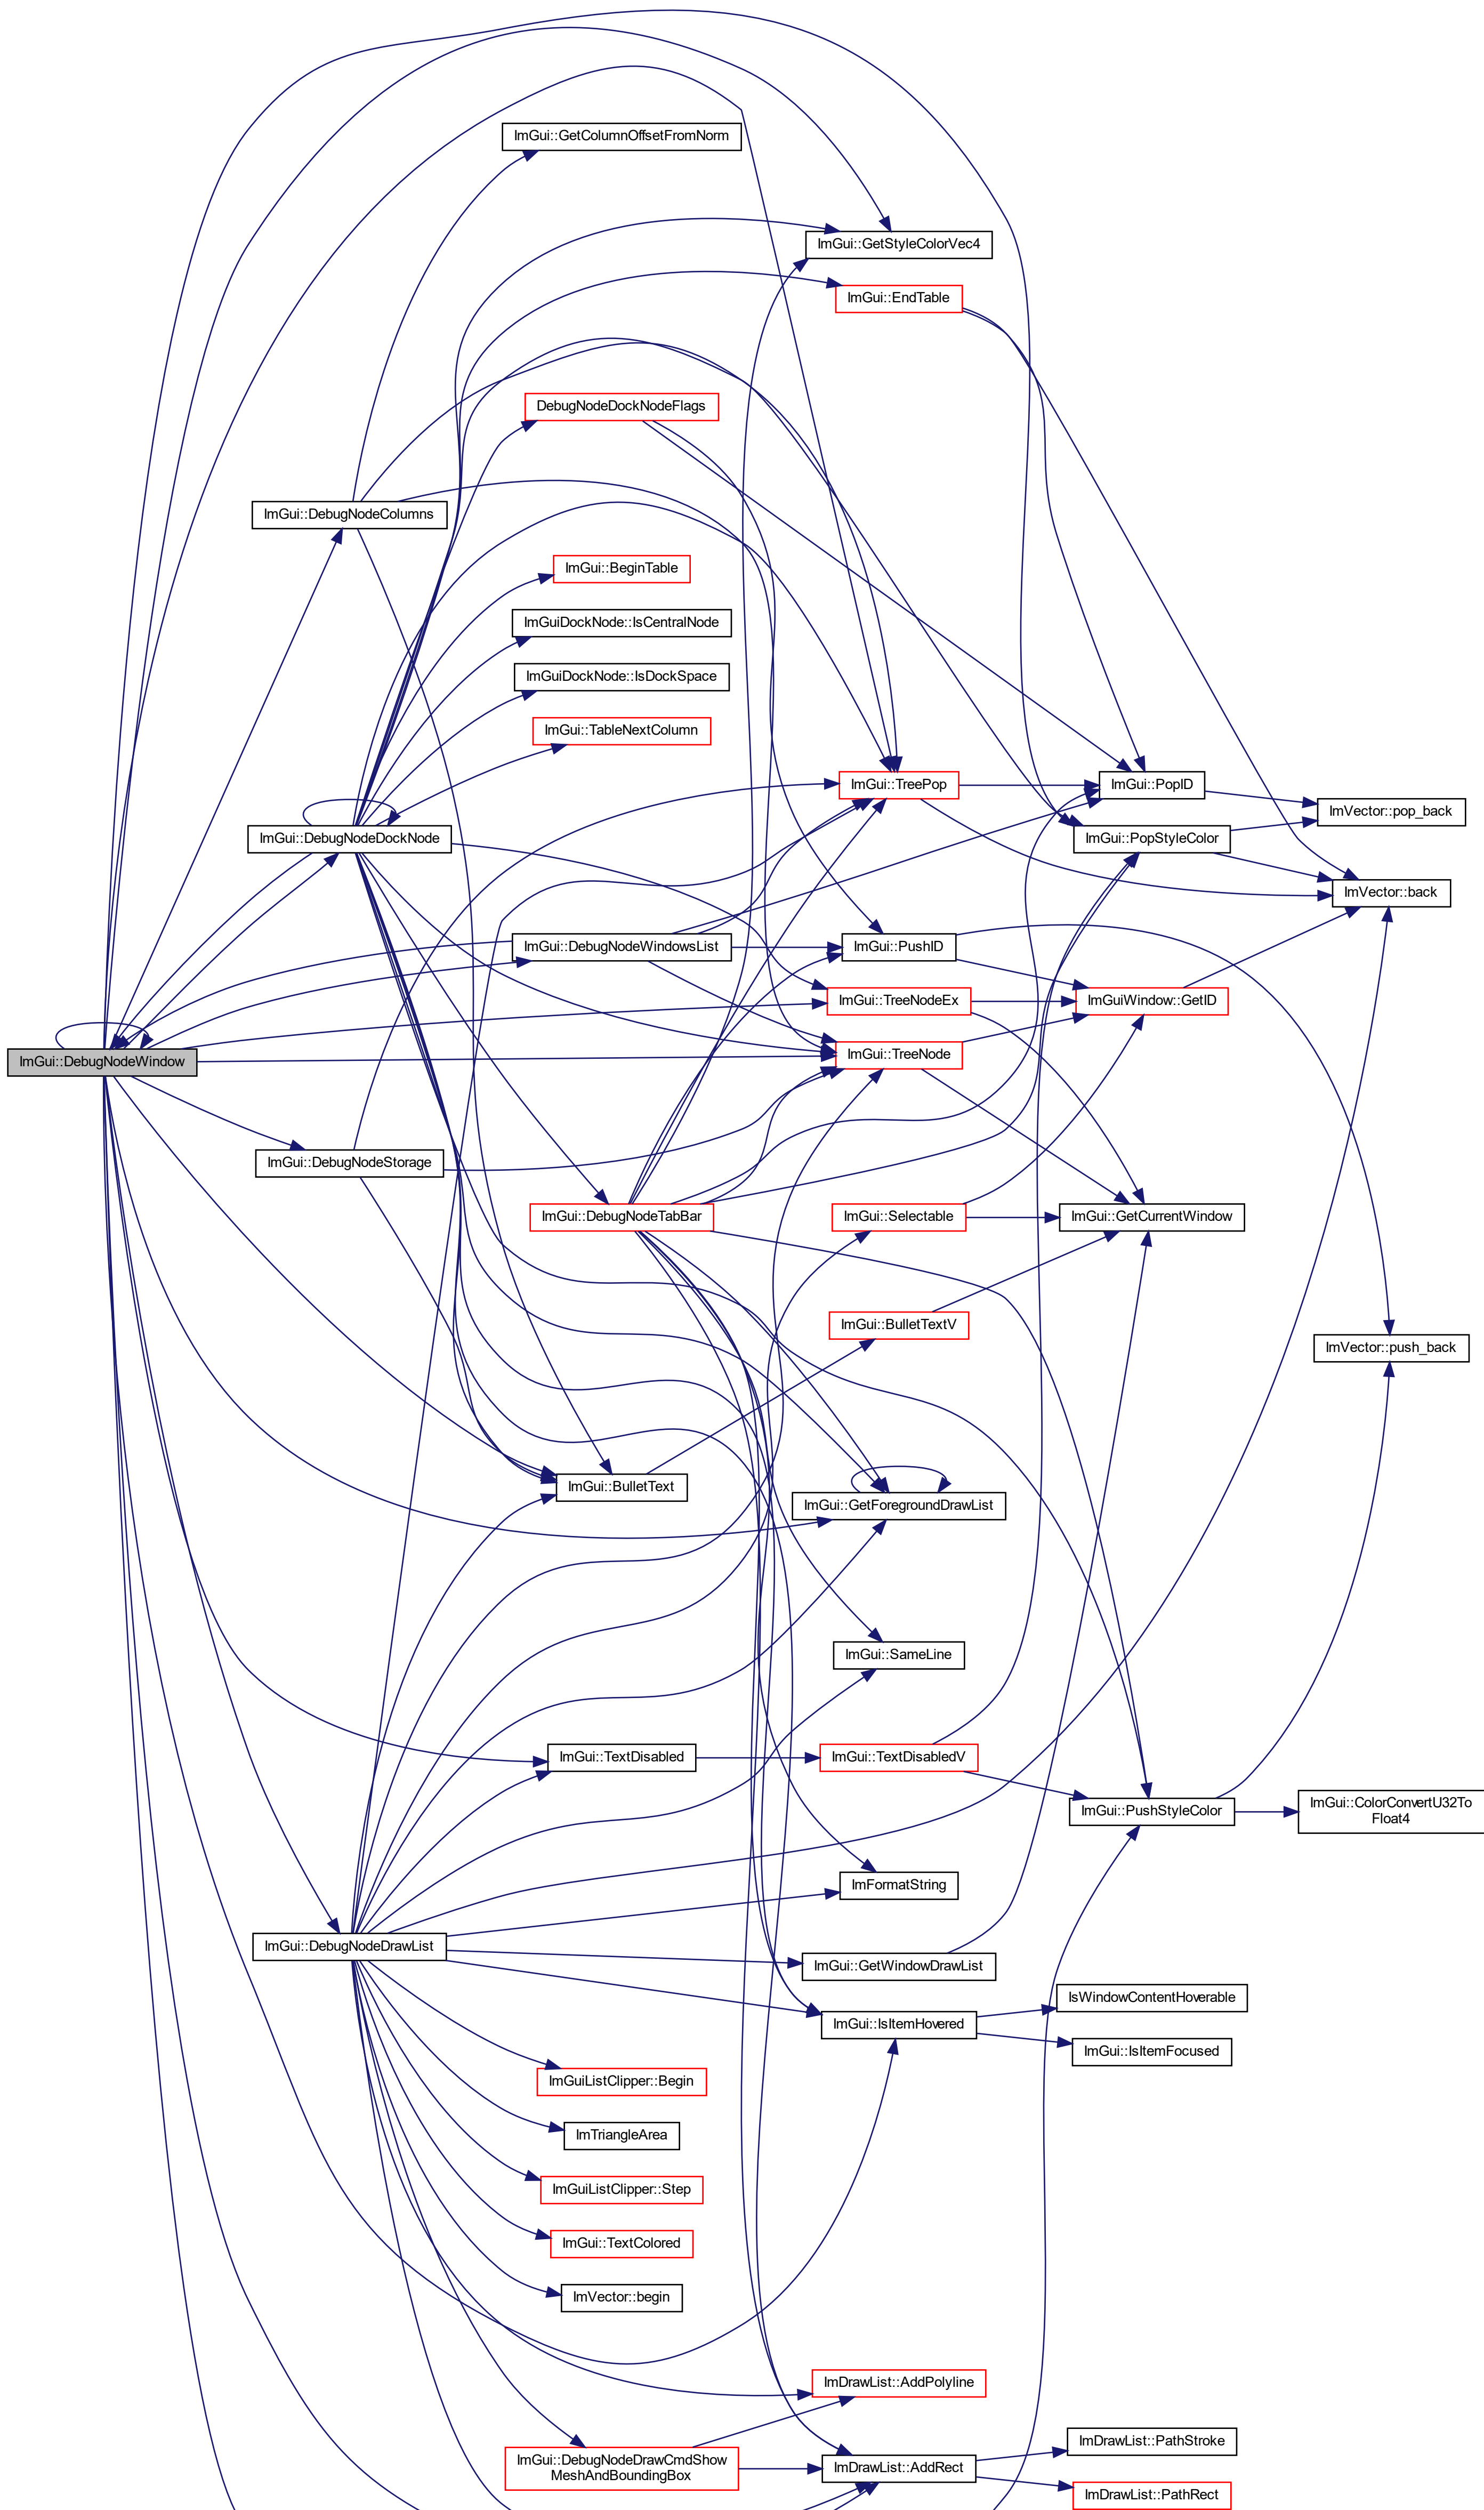 ImGui::GetColumnOffsetFromNorm
ImGui::GetStyleColorVec4
ImGui::EndTable
DebugNodeDockNodeFlags
ImGui::DebugNodeColumns
ImGui::BeginTable
ImGuiDockNode::IsCentralNode
ImGuiDockNode::IsDockSpace
ImGui::TableNextColumn
ImGui::TreePop
ImGui::PopID
ImVector::pop_back
ImGui::DebugNodeDockNode
ImGui::PopStyleColor
ImVector::back
ImGui::DebugNodeWindowsList
ImGui::PushID
ImGui::TreeNodeEx
ImGuiWindow::GetID
ImGui::DebugNodeWindow
ImGui::TreeNode
ImGui::DebugNodeStorage
ImGui::DebugNodeTabBar
ImGui::Selectable
ImGui::GetCurrentWindow
ImGui::BulletTextV
ImVector::push_back
ImGui::BulletText
ImGui::GetForegroundDrawList
ImGui::SameLine
ImGui::TextDisabled
ImGui::TextDisabledV
ImGui::PushStyleColor
ImGui::ColorConvertU32To
Float4
ImFormatString
ImGui::DebugNodeDrawList
ImGui::GetWindowDrawList
IsWindowContentHoverable
ImGui::IsItemHovered
ImGui::IsItemFocused
ImGuiListClipper::Begin
ImTriangleArea
ImGuiListClipper::Step
ImGui::TextColored
ImVector::begin
ImDrawList::AddPolyline
ImGui::DebugNodeDrawCmdShow
MeshAndBoundingBox
ImDrawList::AddRect
ImDrawList::PathStroke
ImDrawList::PathRect